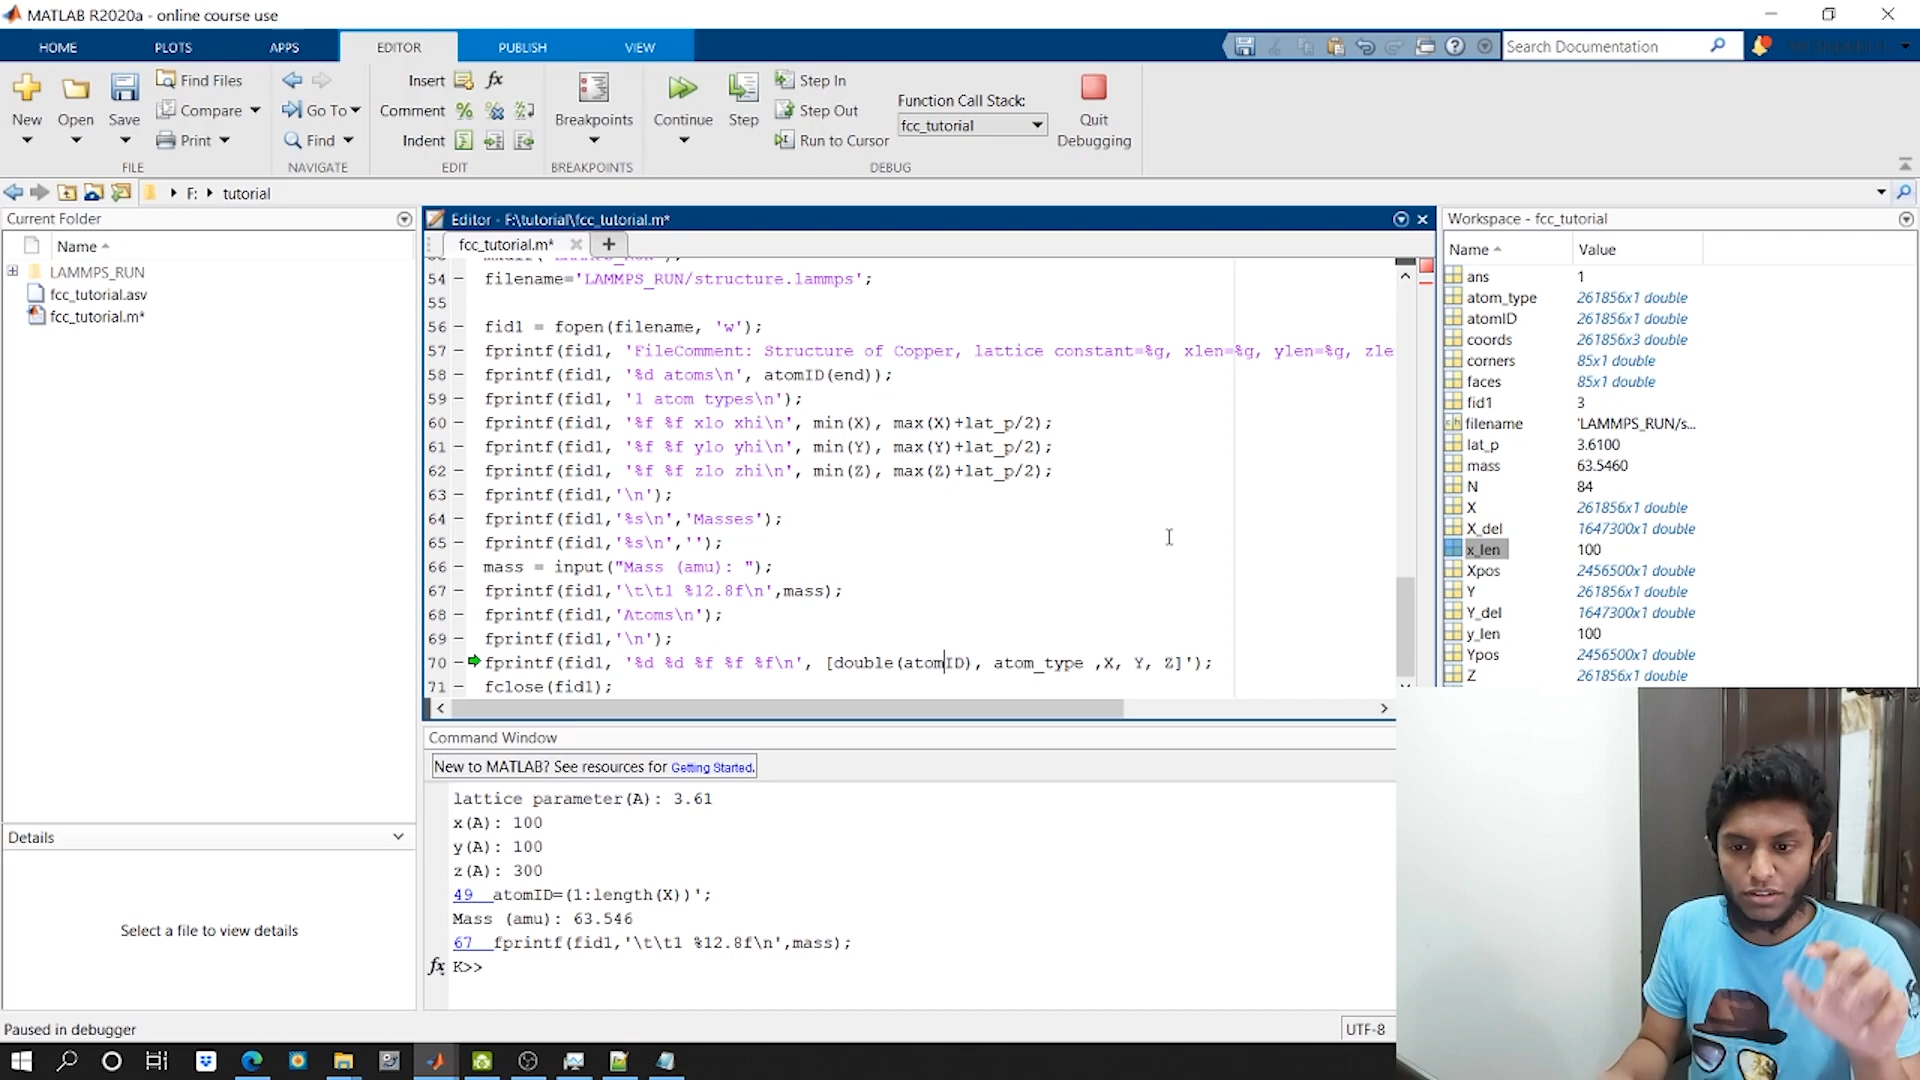 MATLAB R2020a - online course use
HOME PLOTS APPS EDITOR PUBLISH VIEW
Search Documentation
New Open Save
Find Files
Compare
Print
FILE
Go To
Find
NAVIGATE
Insert fx
Comment
Indent
EDIT
Breakpoints
BREAKPOINTS
Continue Step
Step In
Step Out
Run to Cursor
Function Call Stack:
fcc_tutorial
DEBUG
Quit Debugging
F: tutorial
Current Folder
Name
LAMMPS_RUN
fcc_tutorial.asv
fcc_tutorial.m*
Details
Select a file to view details
Editor - F:\tutorial\fcc_tutorial.m*
fcc_tutorial.m*
54 - filename='LAMMPS_RUN/structure.lammps';
55
56 - fid1 = fopen(filename, 'w');
57 - fprintf(fid1, 'FileComment: Structure of Copper, lattice constant=%g, xlen=%g, ylen=%g, zle
58 - fprintf(fid1, '%d atoms\n', atomID(end));
59 - fprintf(fid1, '1 atom types\n');
60 - fprintf(fid1, '%f %f xlo xhi\n', min(X), max(X)+lat_p/2);
61 - fprintf(fid1, '%f %f ylo yhi\n', min(Y), max(Y)+lat_p/2);
62 - fprintf(fid1, '%f %f zlo zhi\n', min(Z), max(Z)+lat_p/2);
63 - fprintf(fid1,'\n');
64 - fprintf(fid1,'%s\n','Masses');
65 - fprintf(fid1,'%s\n','');
66 - mass = input("Mass (amu): ");
67 - fprintf(fid1,'\t\t1 %12.8f\n',mass);
68 - fprintf(fid1,'Atoms\n');
69 - fprintf(fid1,'\n');
70 - fprintf(fid1, '%d %d %f %f %f\n', [double(atomID), atom_type ,X, Y, Z]');
71 fclose(fid1);
Command Window
New to MATLAB? See resources for Getting Started.
lattice parameter(A): 3.61
x(A): 100
y(A): 100
z(A): 300
49 atomID=(1:length(X))';
Mass (amu): 63.546
67 fprintf(fid1,'\t\t1 %12.8f\n',mass);
fx K>>
Workspace - fcc_tutorial
Name Value
ans 1
atom_type 261856x1 double
atomID 261856x1 double
coords 261856x3 double
corners 85x1 double
faces 85x1 double
fid1 3
filename 'LAMMPS_RUN/s...
lat_p 3.6100
mass 63.5460
N 84
X 261856x1 double
X_del 1647300x1 double
x_len 100
Xpos 2456500x1 double
Y 261856x1 double
Y_del 1647300x1 double
y_len 100
Ypos 2456500x1 double
Z 261856x1 double
Paused in debugger
UTF-8